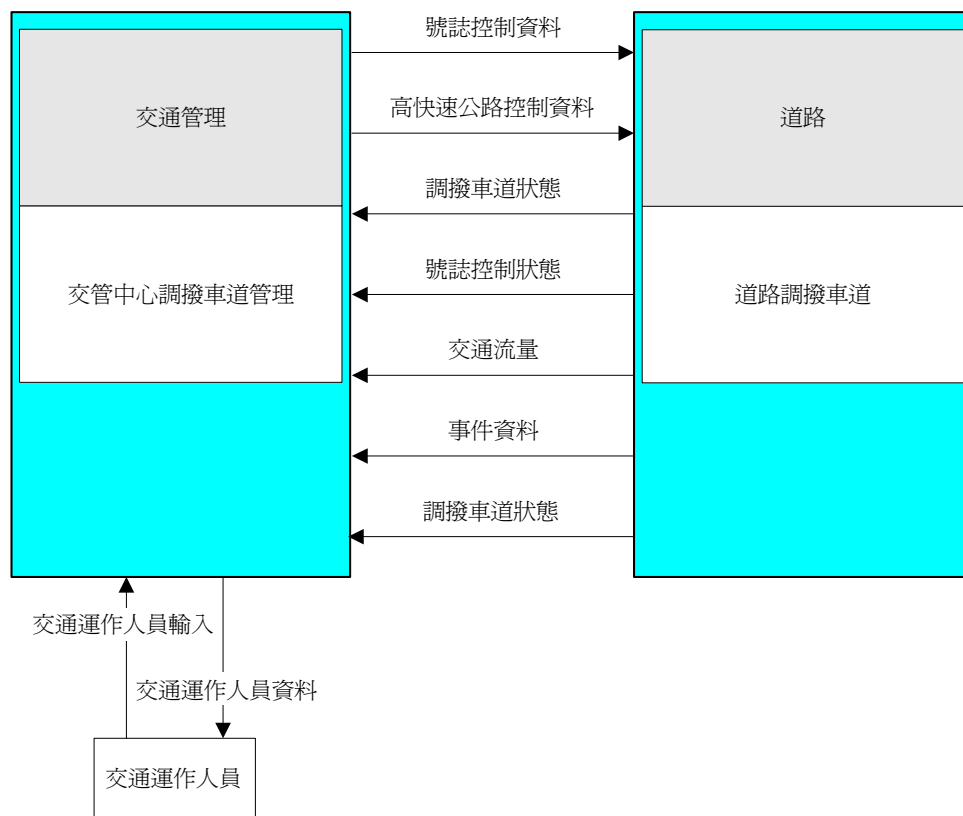 號誌控制資料
交通管理
高快速公路控制資料
道路
調撥車道狀態
交管中心調撥車道管理
號誌控制狀態
道路調撥車道
交通流量
事件資料
調撥車道狀態
交通運作人員輸入
交通運作人員資料
交通運作人員